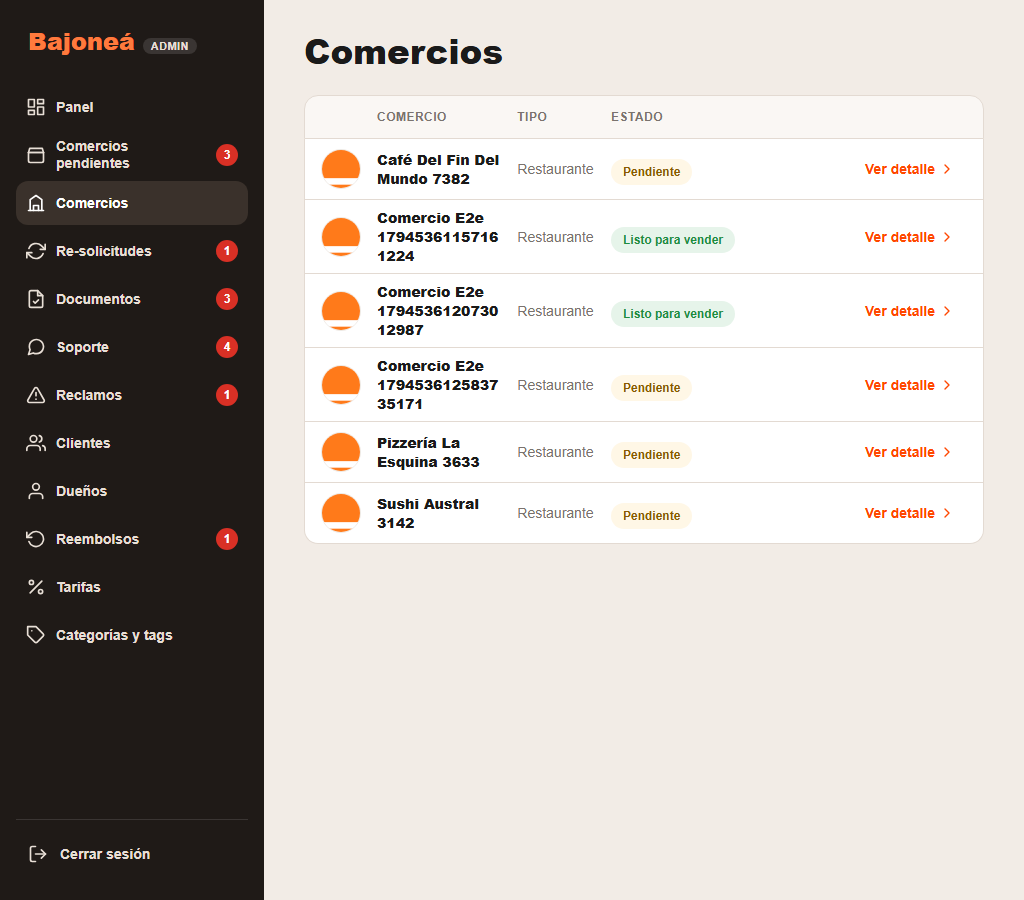 Bajoneá ADMIN
Panel
Comercios
pendientes
3
Comercios
Re-solicitudes 1
Documentos 3
Soporte 4
Reclamos 1
Clientes
Dueños
Reembolsos 1
Tarifas
Categorías y tags
Cerrar sesión
Comercios
COMERCIO TIPO ESTADO
Café Del Fin Del
Mundo 7382
Restaurante Pendiente Ver detalle
Comercio E2e
1794536115716
1224
Restaurante Listo para vender Ver detalle
Comercio E2e
1794536120730
12987
Restaurante Listo para vender Ver detalle
Comercio E2e
1794536125837
35171
Restaurante Pendiente Ver detalle
Pizzería La
Esquina 3633
Restaurante Pendiente Ver detalle
Sushi Austral
3142
Restaurante Pendiente Ver detalle